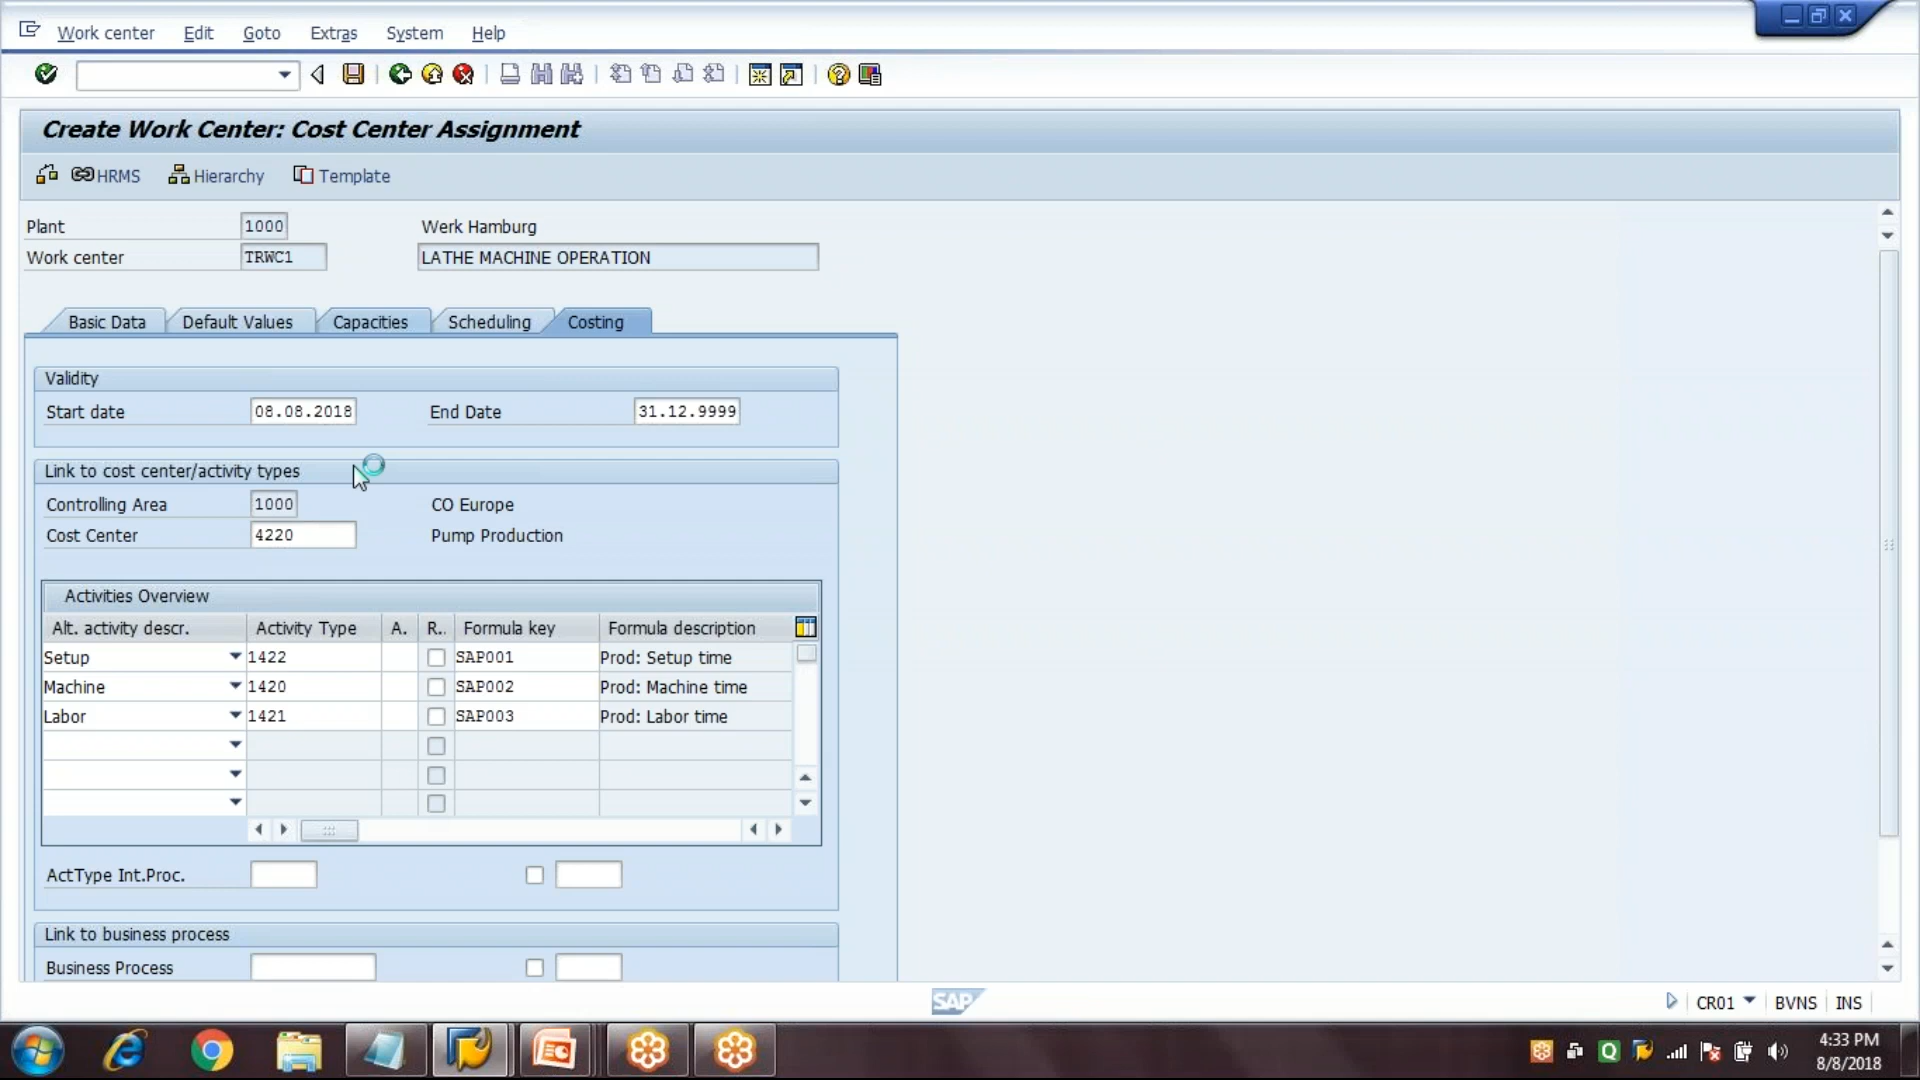 Work center Edit Goto Extras System Help
Create Work Center: Cost Center Assignment
HRMS Hierarchy Template
Plant 1000 Werk Hamburg
Work center TRWC1 LATHE MACHINE OPERATION
Basic Data Default Values Capacities Scheduling Costing
Validity
Start date 08.08.2018 End Date 31.12.9999
Link to cost center/activity types
Controlling Area 1000 CO Europe
Cost Center 4220 Pump Production
Activities Overview
Alt. activity descr. Activity Type A. R.. Formula key Formula description
Setup 1422 SAP001 Prod: Setup time
Machine 1420 SAP002 Prod: Machine time
Labor 1421 SAP003 Prod: Labor time
ActType Int.Proc.
Link to business process
Business Process
SAP CR01 BVNS INS
4:33 PM
8/8/2018